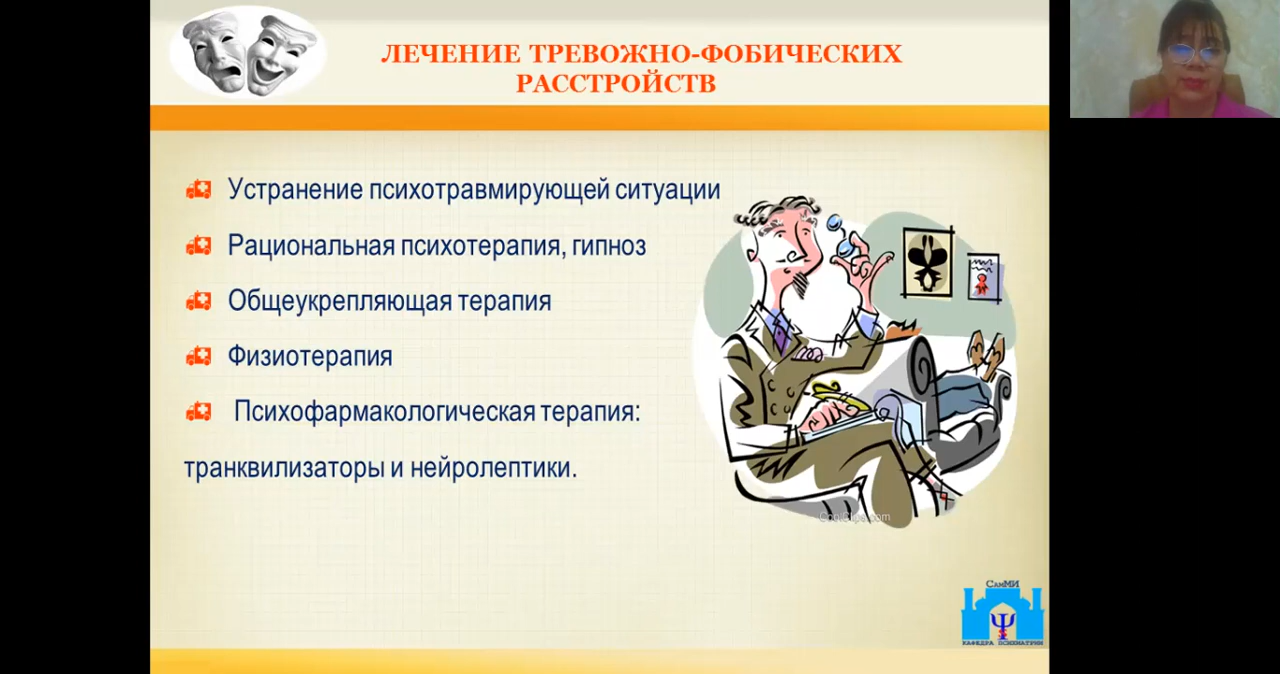 ЛЕЧЕНИЕ ТРЕВОЖНО-ФОБИЧЕСКИХ
РАССТРОЙСТВ
Устранение психотравмирующей ситуации
Рациональная психотерапия, гипноз
Общеукрепляющая терапия
Физиотерапия
Психофармакологическая терапия:
транквилизаторы и нейролептики.
СамМИ
Ψ
КАФЕДРА ПСИХИАТРИИ